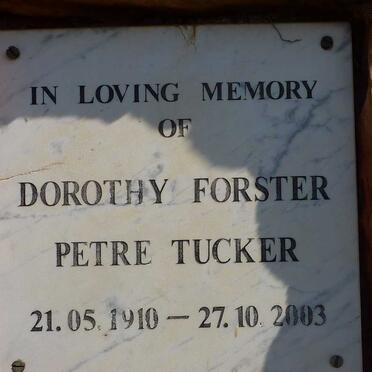 IN LOVING MEMORY
OF
DOROTHY FORSTER
PETRE TUCKER
21.05.1910 — 27.10.2003